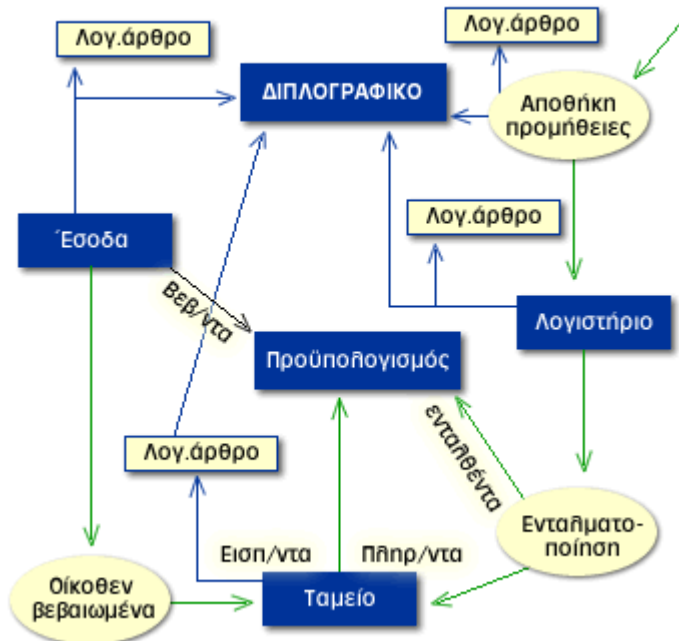 Λογ.άρθρο
Λογ.άρθρο
ΔΙΠΛΟΓΡΑΦΙΚΟ
Αποθήκη
προμήθειες
Λογ.άρθρο
Έσοδα
Βεβ/ντα
Λογιστήριο
Προϋπολογισμός
ενταλθέντα
Λογ.άρθρο
Εισπ/ντα
Πληρ/ντα
Ενταλματο-
ποίηση
Οίκοθεν
βεβαιωμένα
Ταμείο